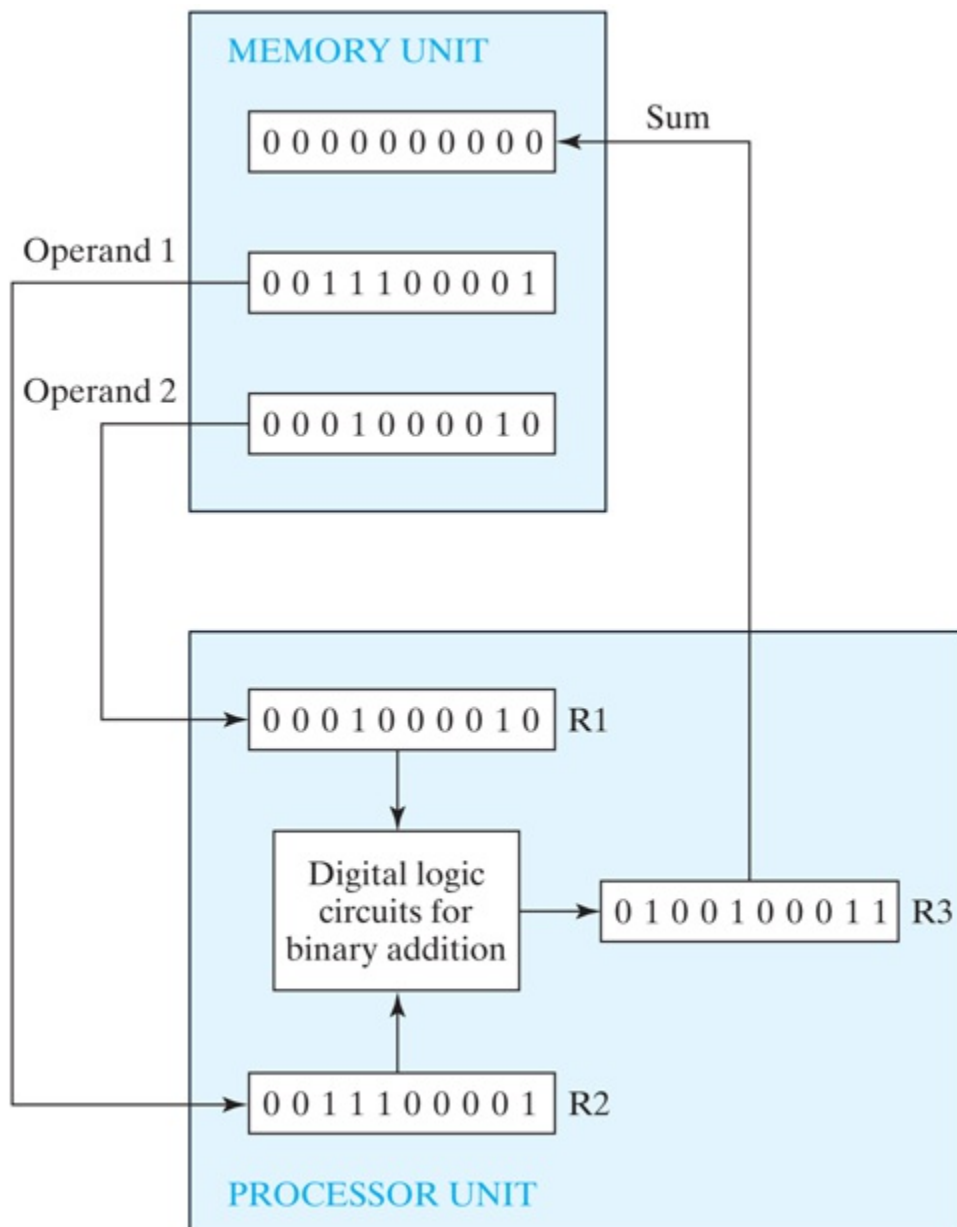 MEMORY UNIT
0 0 0 0 0 0 0 0 0 0
Sum
Operand 1
0 0 1 1 1 0 0 0 0 1
Operand 2
0 0 0 1 0 0 0 0 1 0
0 0 0 1 0 0 0 0 1 0 R1
Digital logic
circuits for
binary addition
0 1 0 0 1 0 0 0 1 1 R3
0 0 1 1 1 0 0 0 0 1 R2
PROCESSOR UNIT